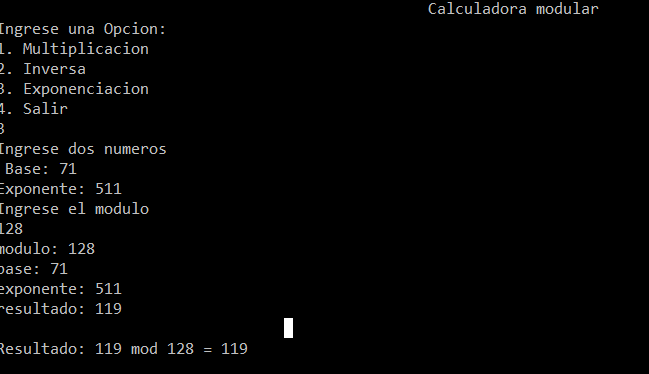 Calculadora modular
Ingrese una Opcion:
1. Multiplicacion
2. Inversa
3. Exponenciacion
4. Salir
3
Ingrese dos numeros
Base: 71
Exponente: 511
Ingrese el modulo
128
modulo: 128
base: 71
exponente: 511
resultado: 119
Resultado: 119 mod 128 = 119